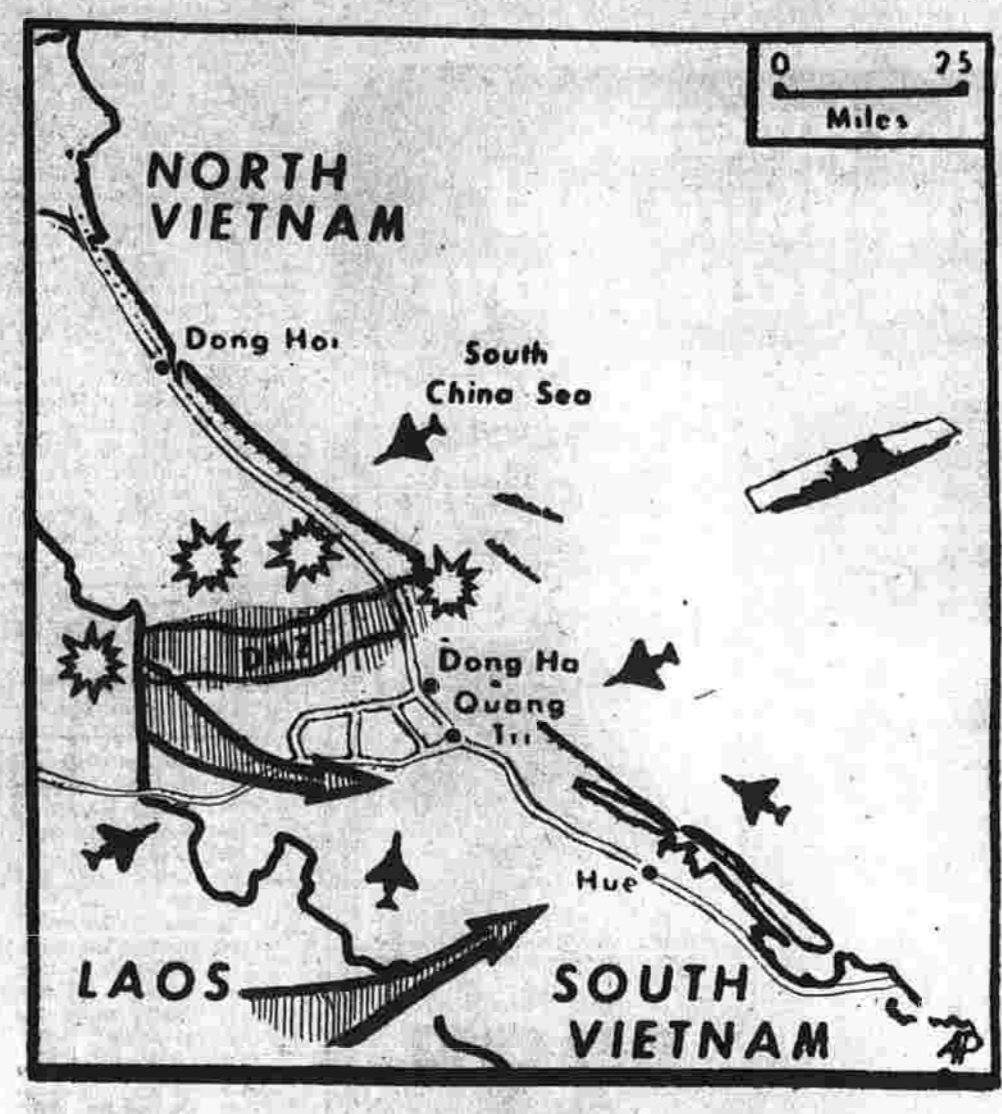 0 25
Miles
NORTH
VIETNAM
Dong Hoi
South
China Sea
DMZ
Dong Ha
Quang
Tri
Hue
LAOS
SOUTH
VIETNAM
AP